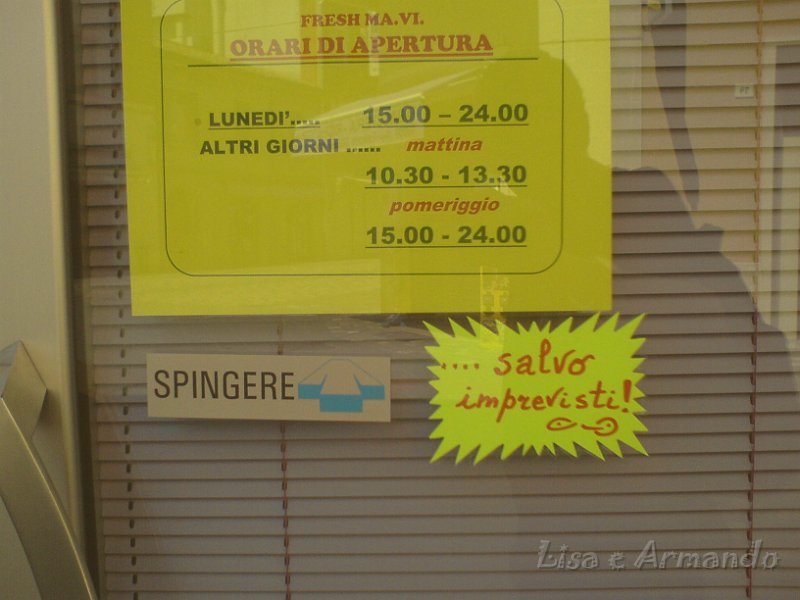 FRESH MA.VI.
ORARI DI APERTURA
LUNEDI'..... 15.00 – 24.00
ALTRI GIORNI ...... mattina
10.30 - 13.30
pomeriggio
15.00 - 24.00
SPINGERE
.... salvo
imprevisti!
Lisa e Armando